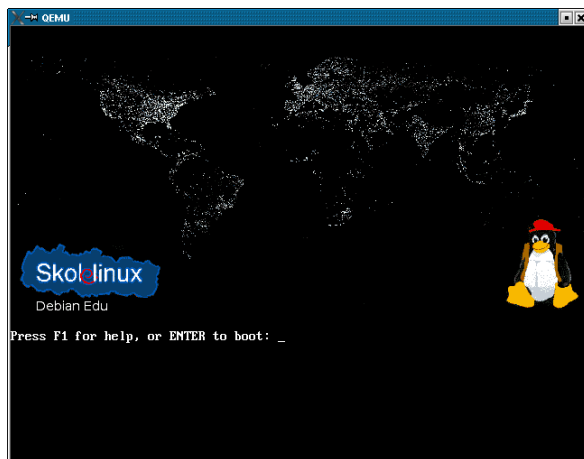 QEMU
Skolelinux
Debian Edu
Press F1 for help, or ENTER to boot: _